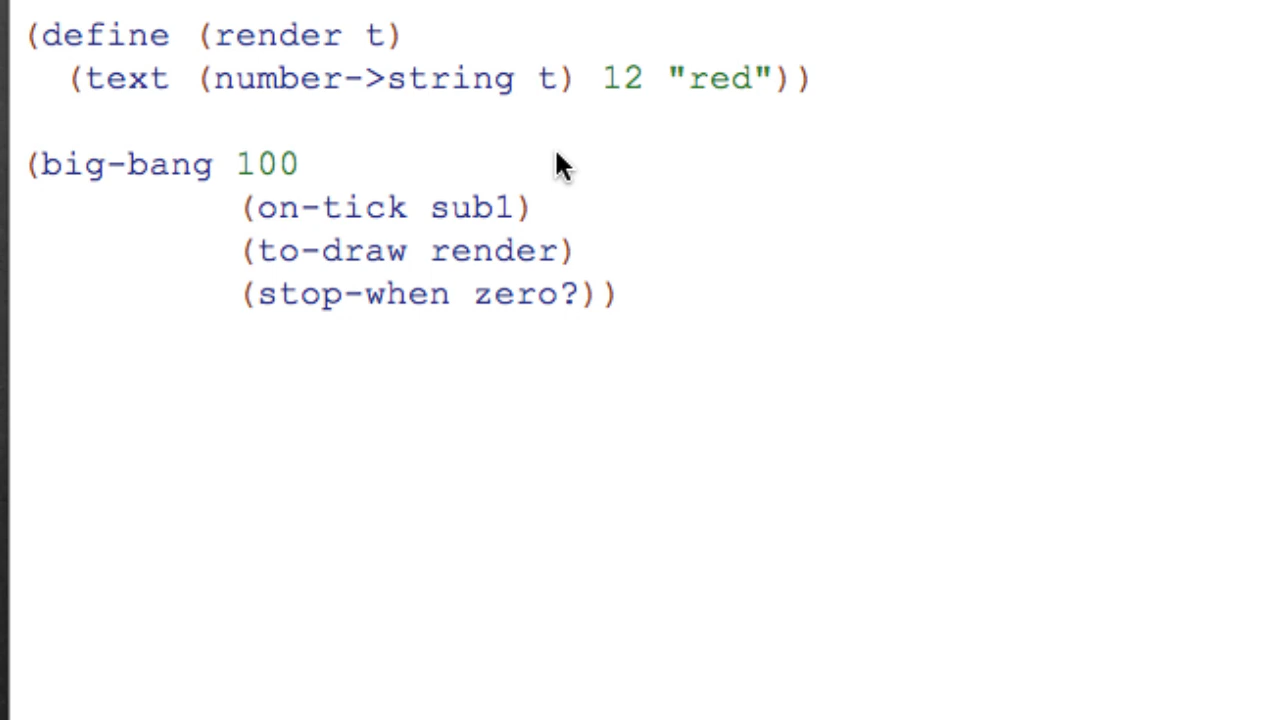 (define (render t)
  (text (number->string t) 12 "red"))
(big-bang 100
          (on-tick sub1)
          (to-draw render)
          (stop-when zero?))